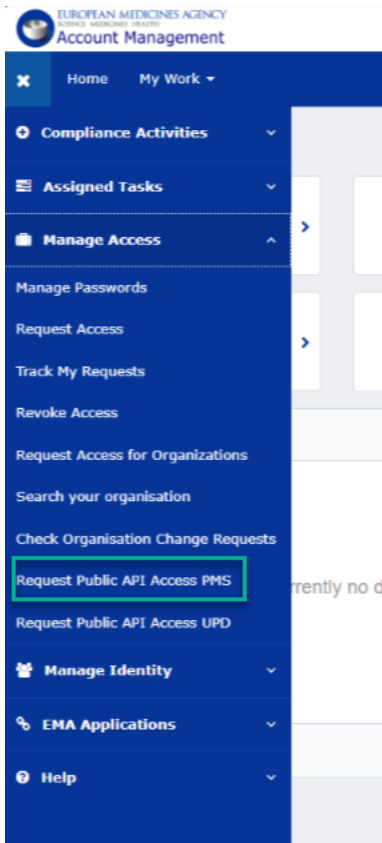 EUROPEAN MEDICINES AGENCY
SCIENCE MEDICINES HEALTH
Account Management
Home My Work
Compliance Activities
Assigned Tasks
Manage Access
Manage Passwords
Request Access
Track My Requests
Revoke Access
Request Access for Organizations
Search your organisation
Check Organisation Change Requests
Request Public API Access PMS
rrently no d
Request Public API Access UPD
Manage Identity
EMA Applications
Help